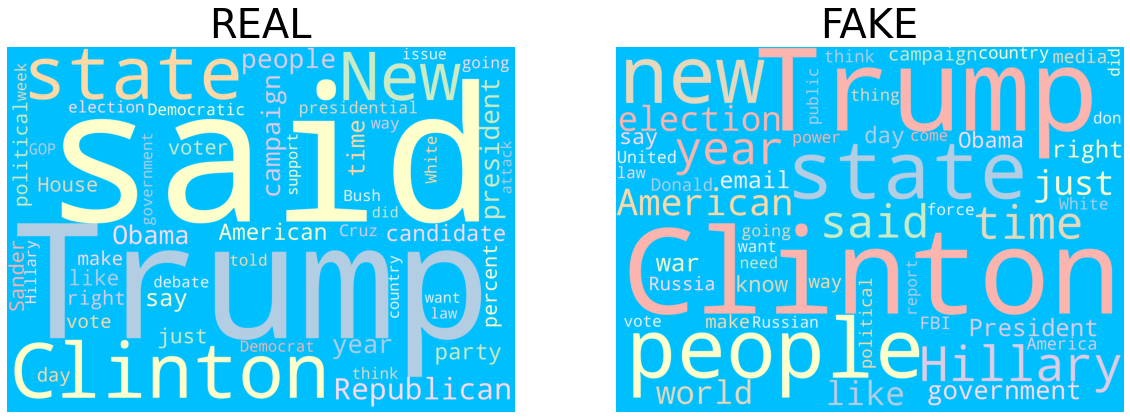 REAL
FAKE
state
people
New
issue
going
election
Democratic
presidential
political
week
GOP
government
voter
campaign
support
time
way
White
president
attack
said
House
Bush
did
Obama
American
Cruz
candidate
Sander
Hillary
make
like
right
debate
say
told
country
want
law
percent
Trump
vote
just
Democrat
year
party
day
Clinton
think
Republican
new
Trump
think
campaign
country
media
did
thing
public
election
don
say
year
power
day
come
Obama
right
United
law
Donald
email
state
just
White
American
said
force
time
going
want
war
need
Russia
know
way
Clinton
report
vote
make
Russian
political
FBI
President
America
people
Hillary
world
like
government